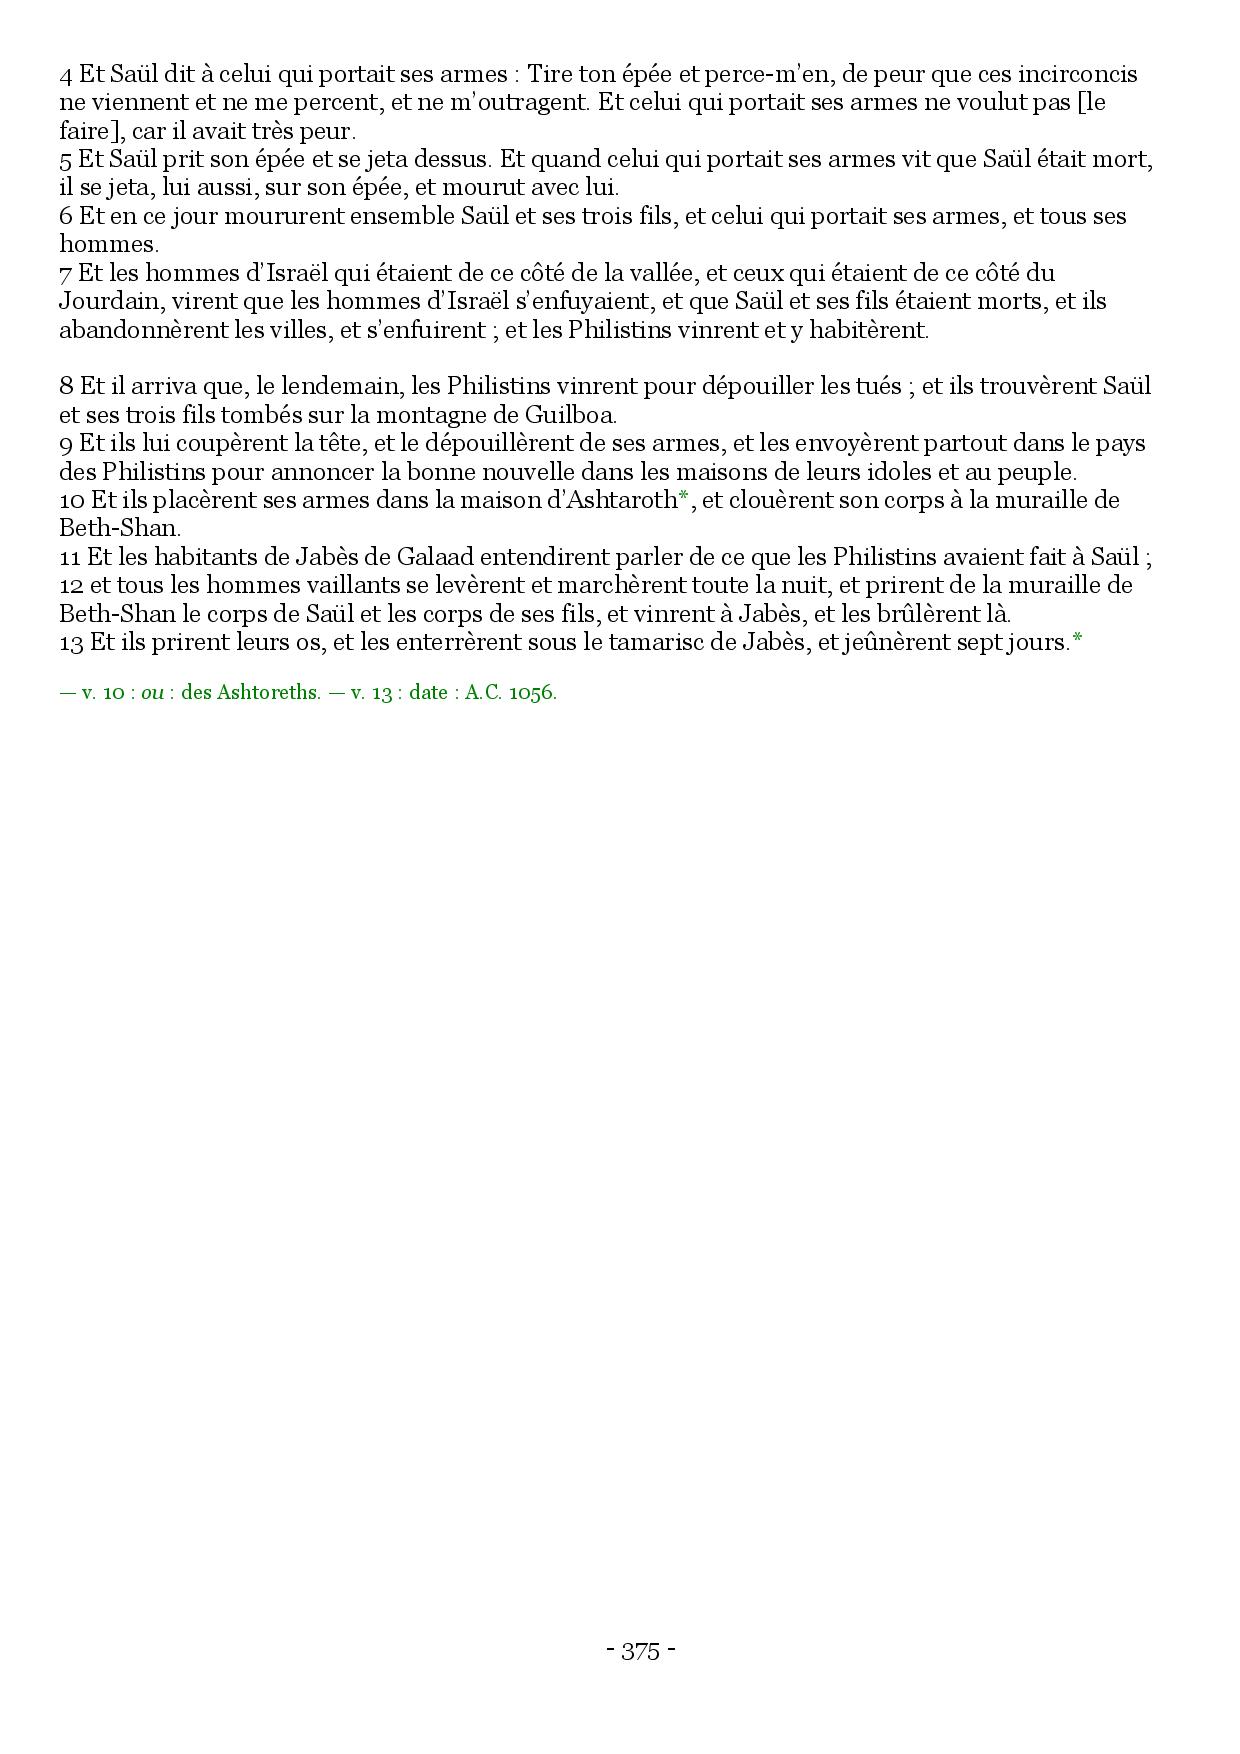 4 Et Saül dit à celui qui portait ses armes : Tire ton épée et perce-m’en, de peur que ces incirconcis
ne viennent et ne me percent, et ne m’outragent. Et celui qui portait ses armes ne voulut pas [le
faire], car il avait très peur.
5 Et Saül prit son épée et se jeta dessus. Et quand celui qui portait ses armes vit que Saül était mort,
il se jeta, lui aussi, sur son épée, et mourut avec lui.
6 Et en ce jour moururent ensemble Saül et ses trois fils, et celui qui portait ses armes, et tous ses
hommes.
7 Et les hommes d’Israël qui étaient de ce côté de la vallée, et ceux qui étaient de ce côté du
Jourdain, virent que les hommes d’Israël s’enfuyaient, et que Saül et ses fils étaient morts, et ils
abandonnèrent les villes, et s’enfuirent ; et les Philistins vinrent et y habitèrent.
8 Et il arriva que, le lendemain, les Philistins vinrent pour dépouiller les tués ; et ils trouvèrent Saül
et ses trois fils tombés sur la montagne de Guilboa.
9 Et ils lui coupèrent la tête, et le dépouillèrent de ses armes, et les envoyèrent partout dans le pays
des Philistins pour annoncer la bonne nouvelle dans les maisons de leurs idoles et au peuple.
10 Et ils placèrent ses armes dans la maison d’Ashtaroth*, et clouèrent son corps à la muraille de
Beth-Shan.
11 Et les habitants de Jabès de Galaad entendirent parler de ce que les Philistins avaient fait à Saül ;
12 et tous les hommes vaillants se levèrent et marchèrent toute la nuit, et prirent de la muraille de
Beth-Shan le corps de Saül et les corps de ses fils, et vinrent à Jabès, et les brûlèrent là.
13 Et ils prirent leurs os, et les enterrèrent sous le tamarisc de Jabès, et jeûnèrent sept jours.*
— v. 10 : ou : des Ashtoreths. — v. 13 : date : A.C. 1056.
- 375 -